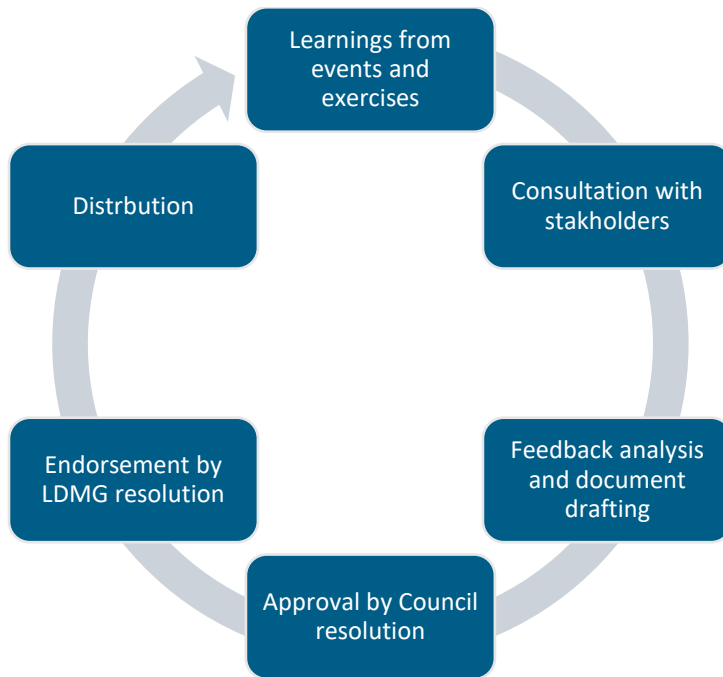 Learnings from
events and
exercises
Consultation with
stakholders
Feedback analysis
and document
drafting
Approval by Council
resolution
Endorsement by
LDMG resolution
Distrbution